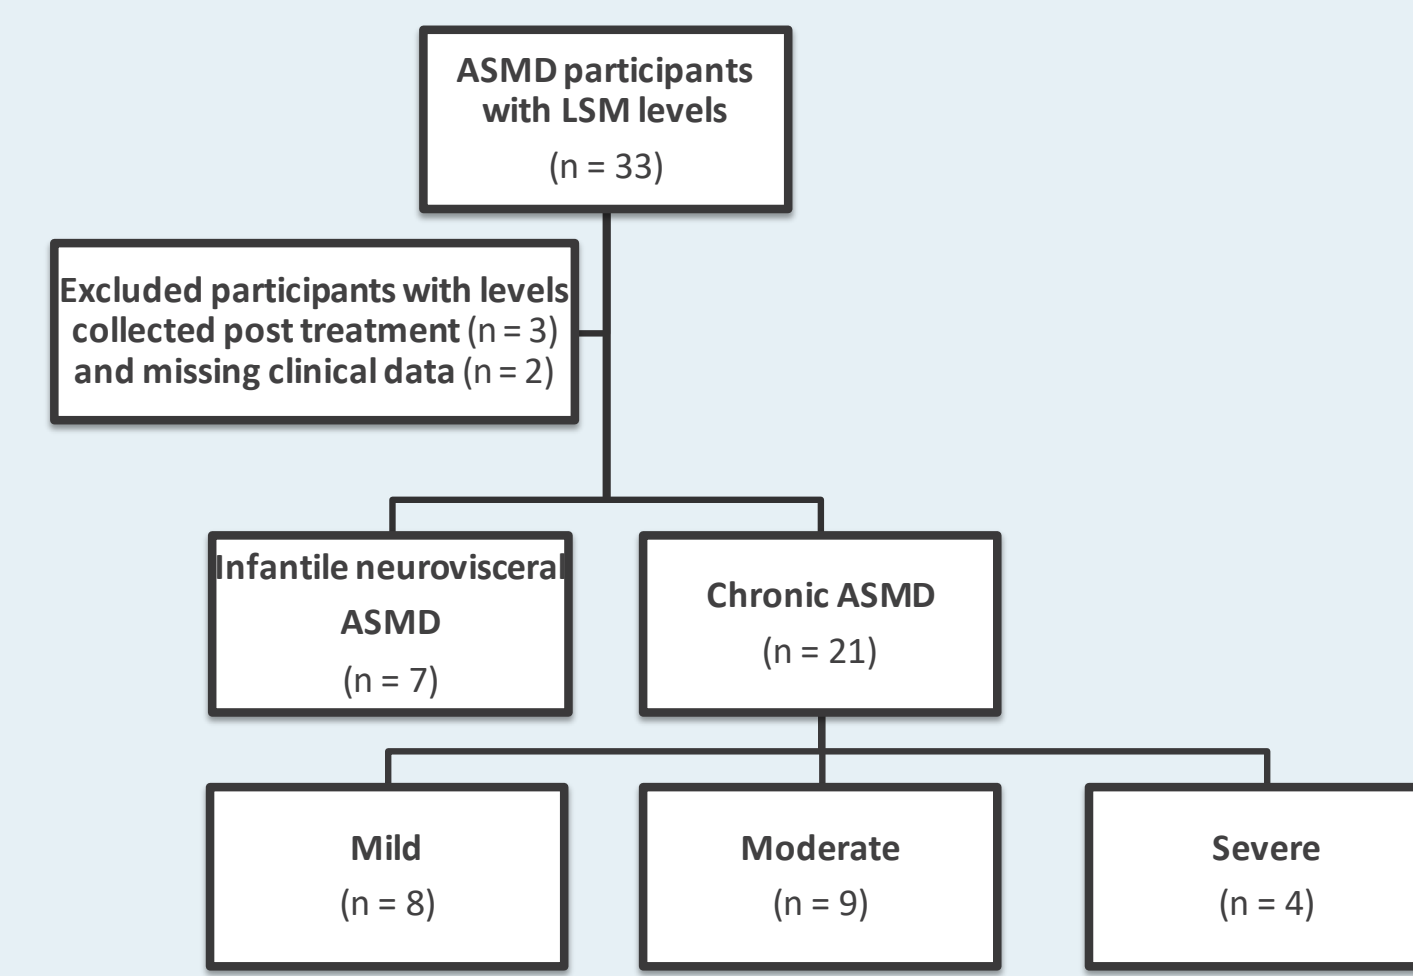 ASMD participants
with LSM levels
(n = 33)
Excluded participants with levels
collected post treatment (n = 3)
and missing clinical data (n = 2)
Infantile neurovisceral
ASMD
(n = 7)
Chronic ASMD
(n = 21)
Mild
(n = 8)
Moderate
(n = 9)
Severe
(n = 4)